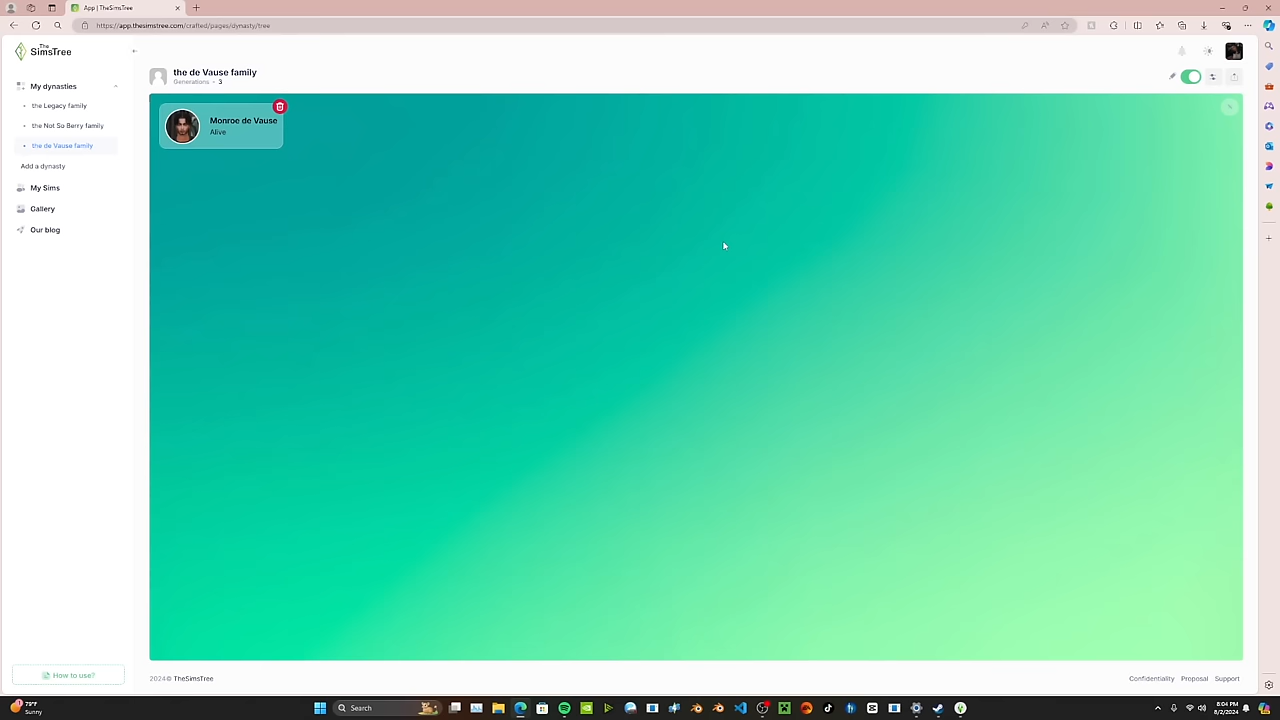 App | TheSimsTree
https://app.thesimstree.com/crafted/pages/dynasty/tree
The
SimsTree
My dynasties
the Legacy family
the Not So Berry family
the de Vause family
Add a dynasty
My Sims
Gallery
Our blog
How to use?
the de Vause family
Generations • 3
Monroe de Vause
Alive
2024© TheSimsTree
Confidentiality Proposal Support
79°F
Sunny
Search
8:04 PM
8/2/2024